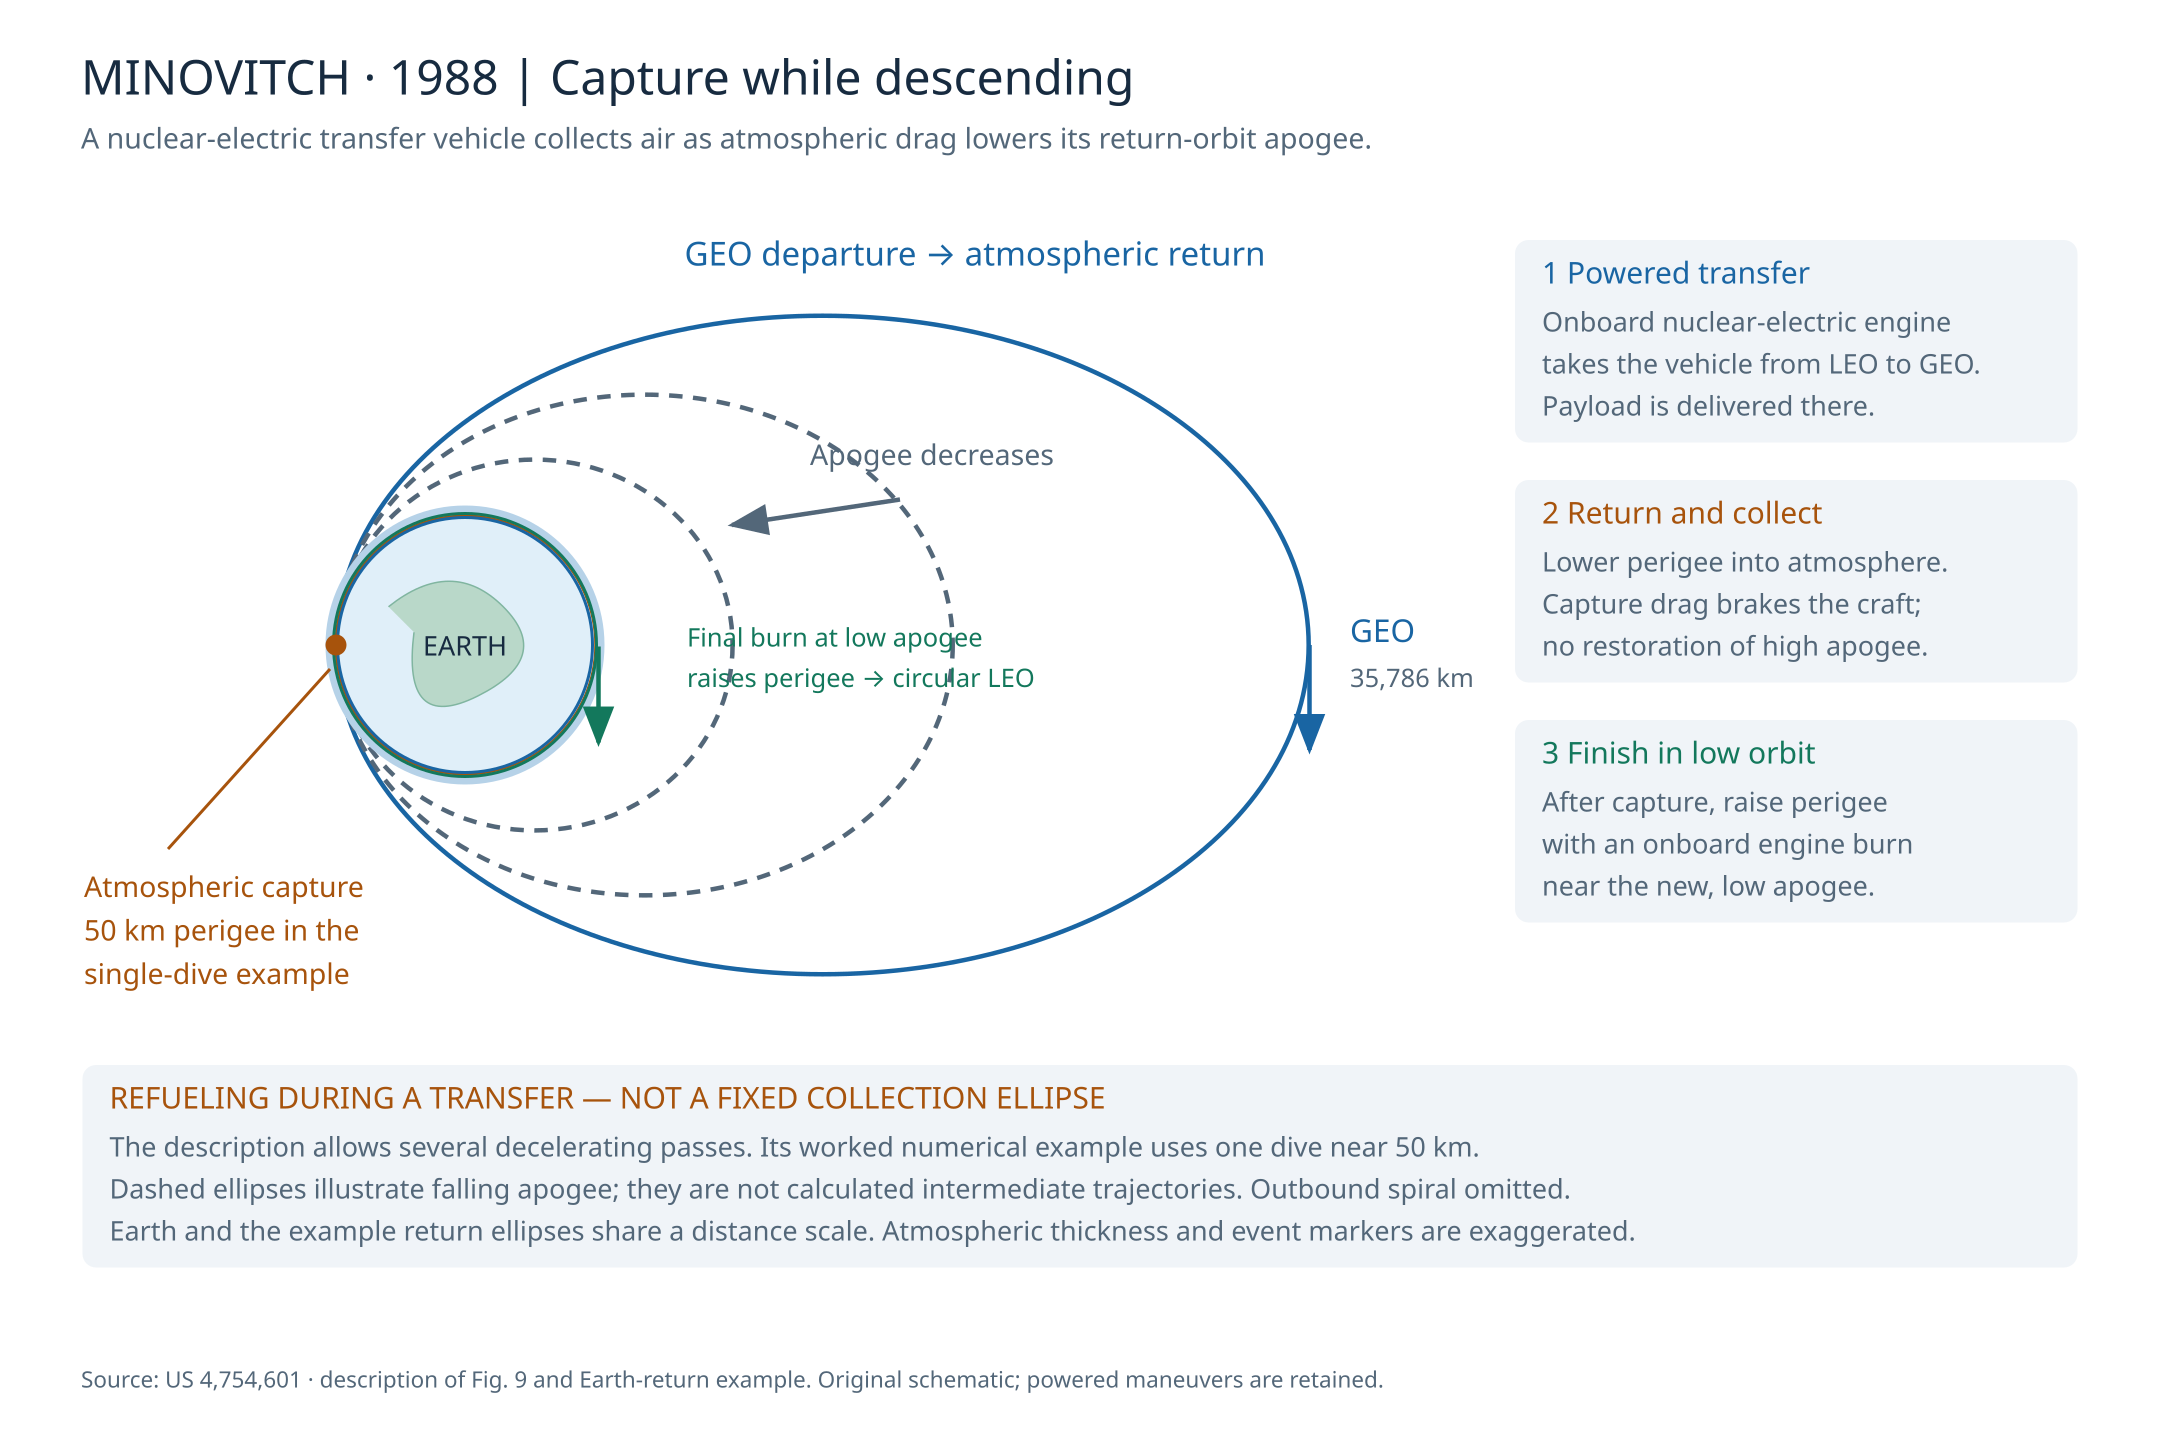 MINOVITCH · 1988 | Capture while descending
A nuclear-electric transfer vehicle collects air as atmospheric drag lowers its return-orbit apogee.
GEO departure → atmospheric return
Apogee decreases
EARTH
Final burn at low apogee
raises perigee → circular LEO
GEO
35,786 km
Atmospheric capture
50 km perigee in the
single-dive example
1 Powered transfer
Onboard nuclear-electric engine
takes the vehicle from LEO to GEO.
Payload is delivered there.
2 Return and collect
Lower perigee into atmosphere.
Capture drag brakes the craft;
no restoration of high apogee.
3 Finish in low orbit
After capture, raise perigee
with an onboard engine burn
near the new, low apogee.
REFUELING DURING A TRANSFER — NOT A FIXED COLLECTION ELLIPSE
The description allows several decelerating passes. Its worked numerical example uses one dive near 50 km.
Dashed ellipses illustrate falling apogee; they are not calculated intermediate trajectories. Outbound spiral omitted.
Earth and the example return ellipses share a distance scale. Atmospheric thickness and event markers are exaggerated.
Source: US 4,754,601 · description of Fig. 9 and Earth-return example. Original schematic; powered maneuvers are retained.